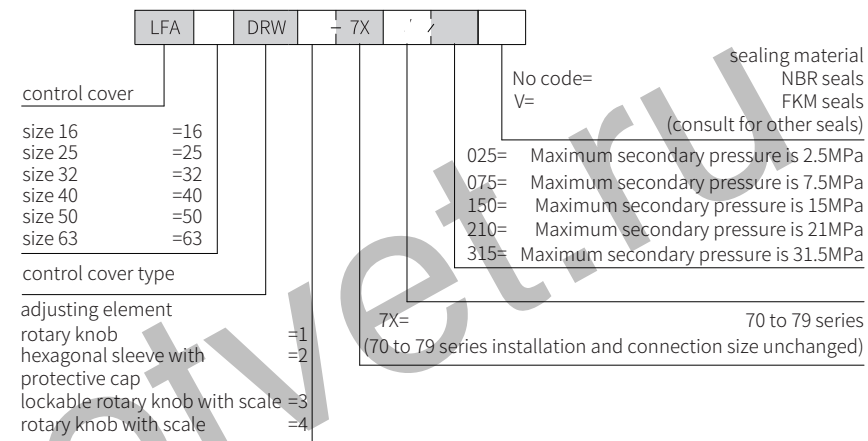 LFA DRW – 7X / /
sealing material
No code= NBR seals
V= FKM seals
(consult for other seals)
control cover
size 16 =16
size 25 =25
size 32 =32
size 40 =40
size 50 =50
size 63 =63
025= Maximum secondary pressure is 2.5MPa
075= Maximum secondary pressure is 7.5MPa
150= Maximum secondary pressure is 15MPa
210= Maximum secondary pressure is 21MPa
315= Maximum secondary pressure is 31.5MPa
control cover type
adjusting element
rotary knob =1
hexagonal sleeve with =2
protective cap
lockable rotary knob with scale =3
rotary knob with scale =4
7X= 70 to 79 series
(70 to 79 series installation and connection size unchanged)